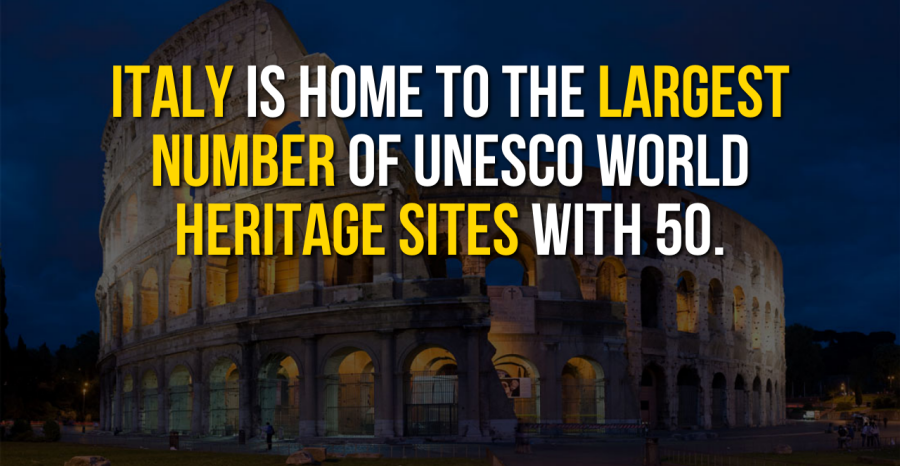 ITALY IS HOME TO THE LARGEST
NUMBER OF UNESCO WORLD
HERITAGE SITES WITH 50.